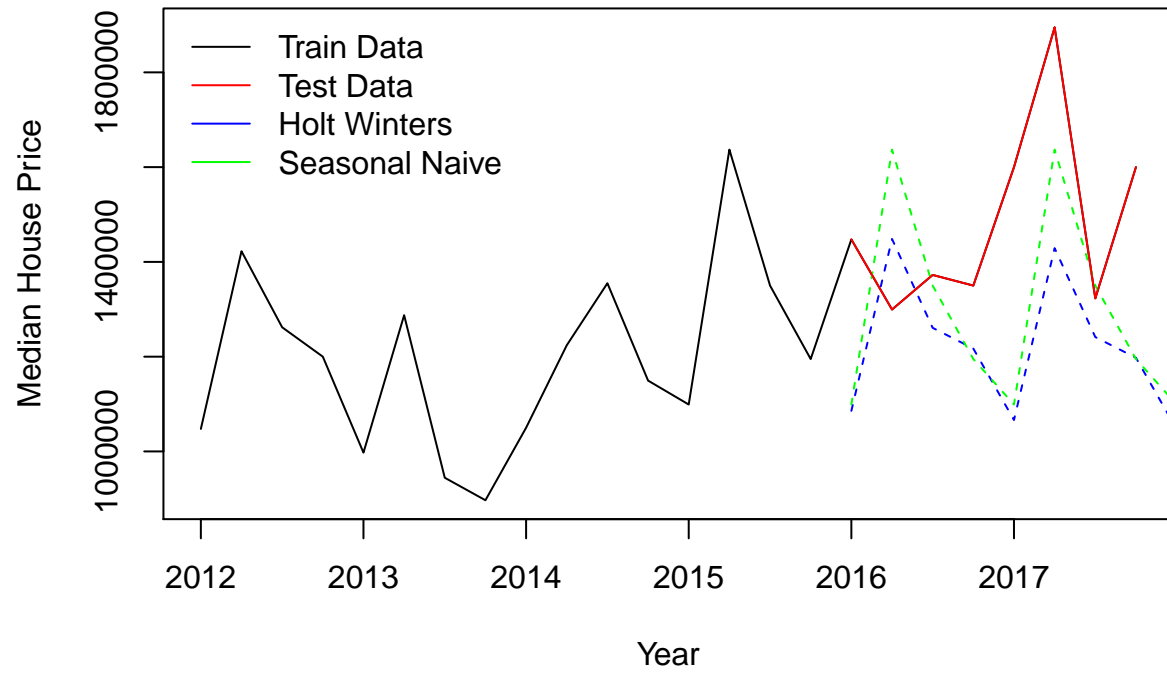 Median House Price
1800000
1400000
1000000
Train Data
Test Data
Holt Winters
Seasonal Naive
2012 2013 2014 2015 2016 2017
Year